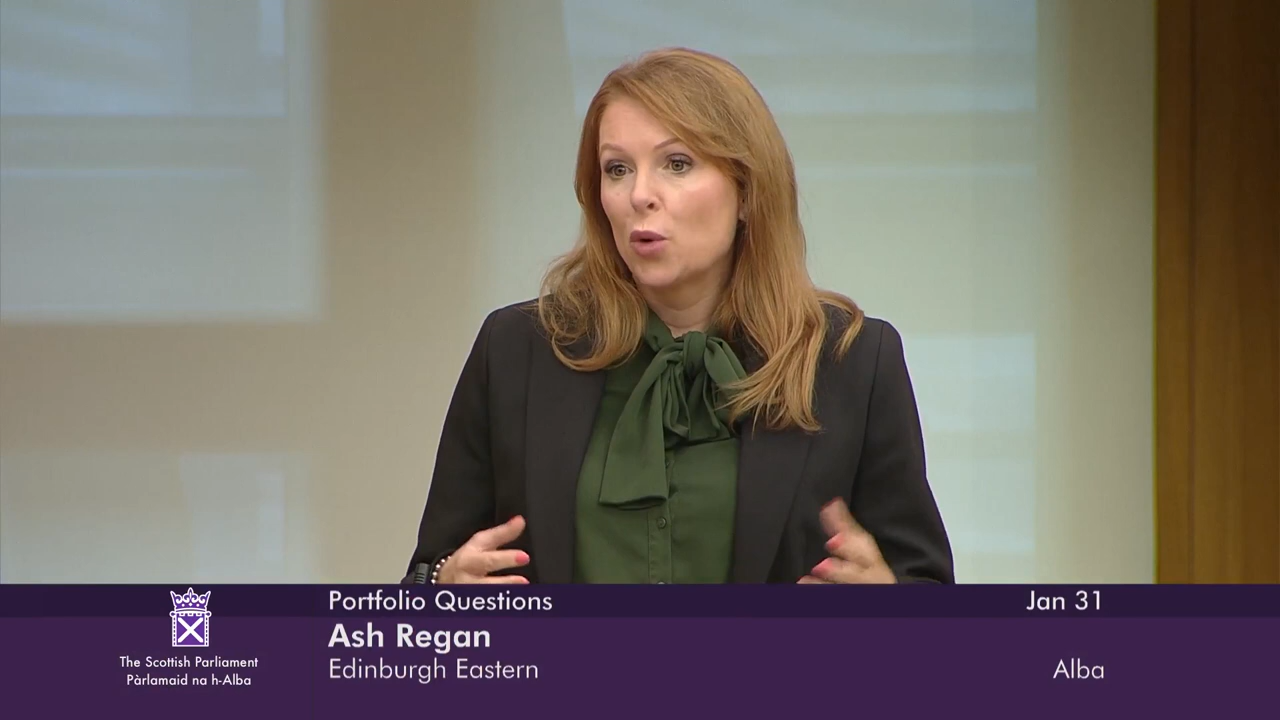 Portfolio Questions
Jan 31
Ash Regan
Edinburgh Eastern
Alba
The Scottish Parliament
Pàrlamaid na h-Alba